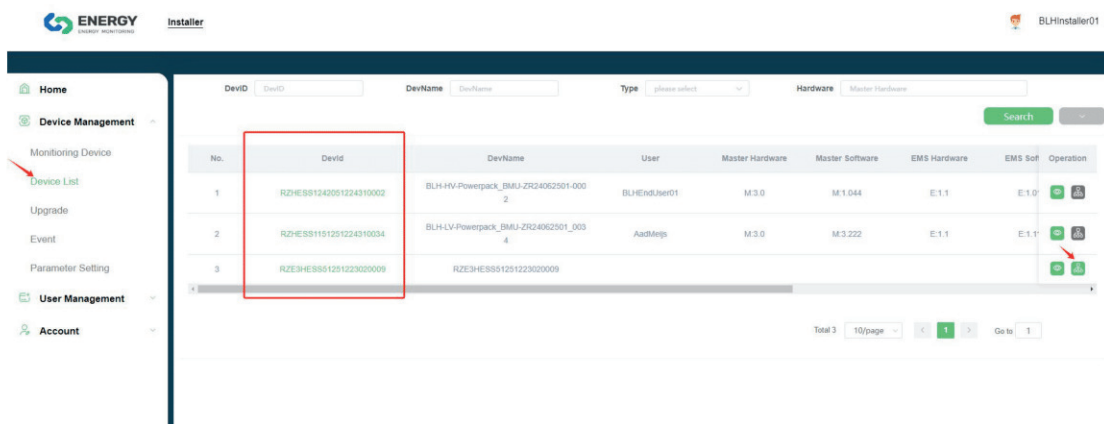 ENERGY
ENERGY MONITORING
Installer
BLHInstaller01
Home
Device Management
Monitoring Device
Device List
Upgrade
Event
Parameter Setting
User Management
Account
DevID DevID DevName DevName Type please select Hardware Master Hardware
Search
No. DevId DevName User Master Hardware Master Software EMS Hardware EMS Soft Operation
1 BLH-HV-Powerpack_BMU-ZR24062501-000
2 BLHEndUser01 M:3.0 M:1.044 E:1.1 E:1.0
2 RZHESS1151251224310034 BLH-LV-Powerpack_BMU-ZR24062501_003
4 AadMeijs M:3.0 M:3.222 E:1.1 E:1.1
3 RZE3HESS51251223020009 RZE3HESS51251223020009
Total 3 10/page 1 Go to 1